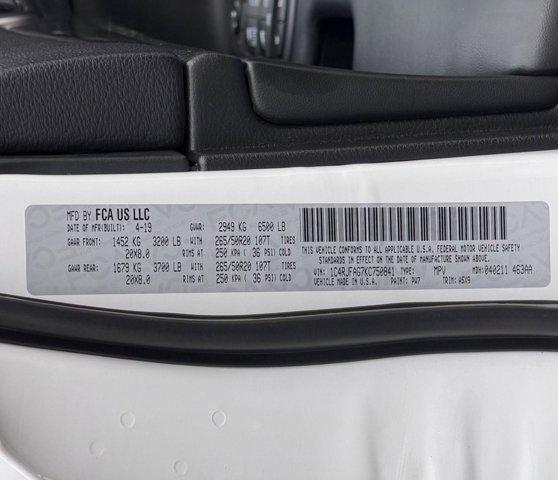 MFD BY FCA US LLC
DATE OF MFR(BUILT): 4-19 GVWR: 2949 KG 6500 LB
GAWR FRONT: 1452 KG 3200 LB WITH 265/50R20 107T TIRES
20X8.0 RIMS AT 250 KPA ( 36 PSI) COLD
GAWR REAR: 1679 KG 3700 LB WITH 265/50R20 107T TIRES
20X8.0 RIMS AT 250 KPA ( 36 PSI) COLD
THIS VEHICLE CONFORMS TO ALL APPLICABLE U.S.A. FEDERAL MOTOR VEHICLE SAFETY
STANDARDS IN EFFECT ON THE DATE OF MANUFACTURE SHOWN ABOVE
VIN: 1C4RJFAG7KC750841 TYPE: MPV MDH: 040211 463AA
VEHICLE MADE IN U.S.A. PAINT: PW7 TRIM: A5X9